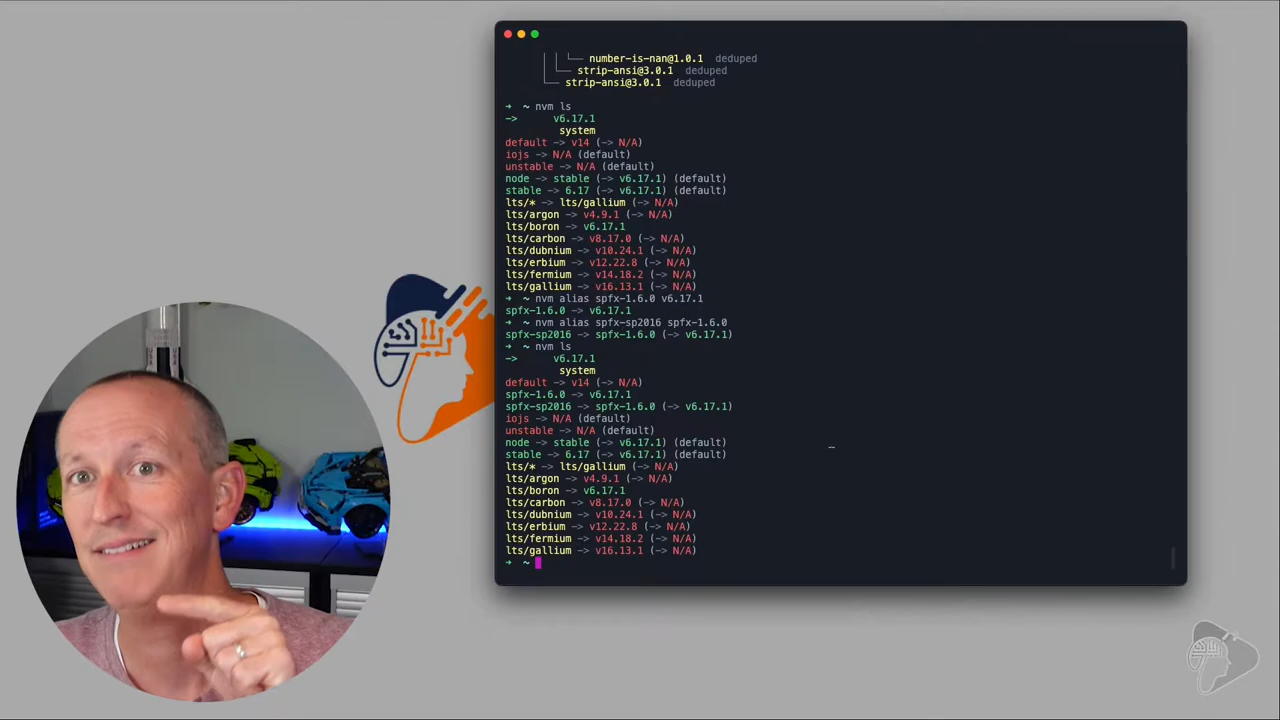 number-is-nan@1.0.1 deduped
strip-ansi@3.0.1 deduped
strip-ansi@3.0.1 deduped
➜ ~ nvm ls
-> v6.17.1
system
default -> v14 (-> N/A)
iojs -> N/A (default)
unstable -> N/A (default)
node -> stable (-> v6.17.1) (default)
stable -> 6.17 (-> v6.17.1) (default)
lts/* -> lts/gallium (-> N/A)
lts/argon -> v4.9.1 (-> N/A)
lts/boron -> v6.17.1
lts/carbon -> v8.17.0 (-> N/A)
lts/dubnium -> v10.24.1 (-> N/A)
lts/erbium -> v12.22.8 (-> N/A)
lts/fermium -> v14.18.2 (-> N/A)
lts/gallium -> v16.13.1 (-> N/A)
➜ ~ nvm alias spfx-1.6.0 v6.17.1
spfx-1.6.0 -> v6.17.1
➜ ~ nvm alias spfx-sp2016 spfx-1.6.0
spfx-sp2016 -> spfx-1.6.0 (-> v6.17.1)
➜ ~ nvm ls
-> v6.17.1
system
default -> v14 (-> N/A)
spfx-1.6.0 -> v6.17.1
spfx-sp2016 -> spfx-1.6.0 (-> v6.17.1)
iojs -> N/A (default)
unstable -> N/A (default)
node -> stable (-> v6.17.1) (default)
stable -> 6.17 (-> v6.17.1) (default)
lts/* -> lts/gallium (-> N/A)
lts/argon -> v4.9.1 (-> N/A)
lts/boron -> v6.17.1
lts/carbon -> v8.17.0 (-> N/A)
lts/dubnium -> v10.24.1 (-> N/A)
lts/erbium -> v12.22.8 (-> N/A)
lts/fermium -> v14.18.2 (-> N/A)
lts/gallium -> v16.13.1 (-> N/A)
➜ ~